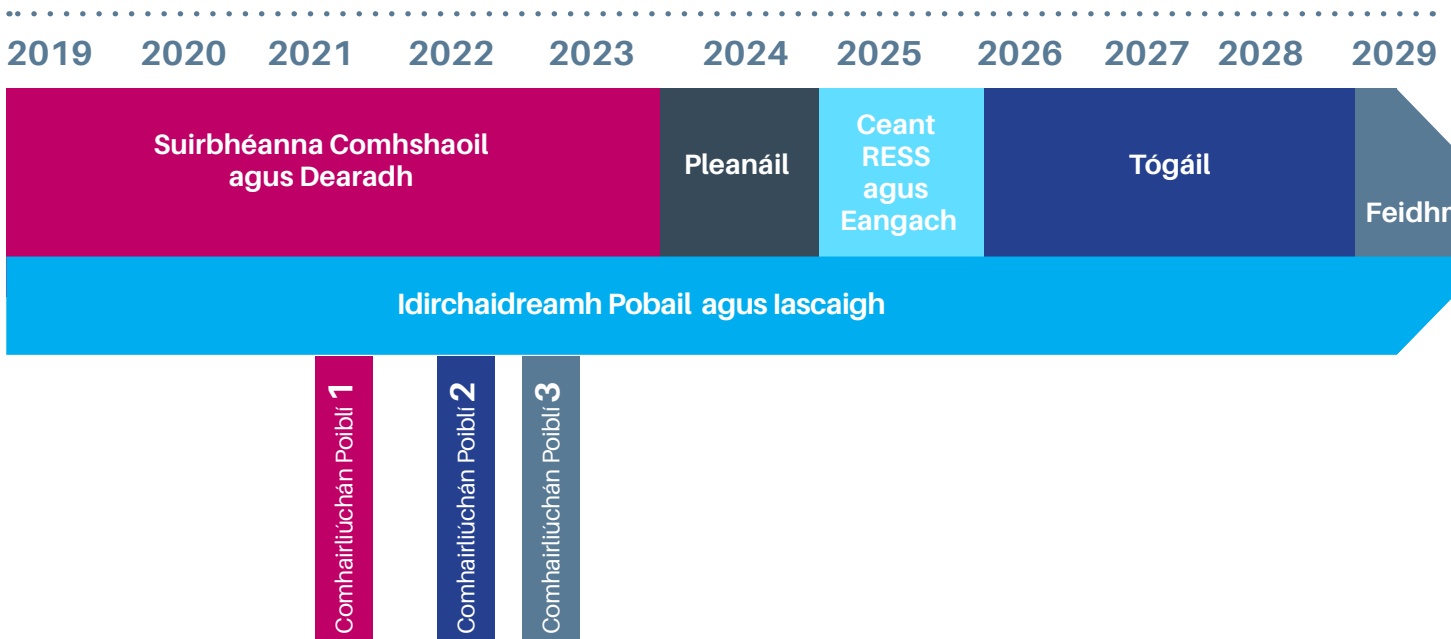 2019 2020 2021 2022 2023 2024 2025 2026 2027 2028 2029
Suirbhéanna Comhshaoil
agus Dearadh
Pleanáil
Ceant
RESS
agus
Eangach
Tógáil
Idirchaidreamh Pobail agus Iascaigh
Comhairliúchán Poiblí 1
Comhairliúchán Poiblí 2
Comhairliúchán Poiblí 3